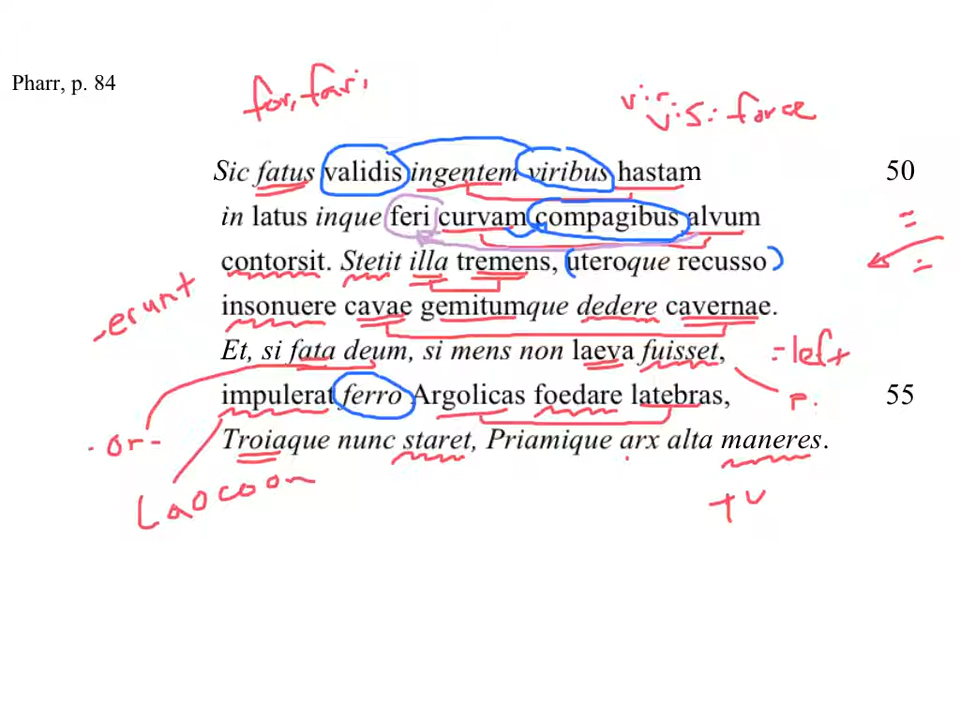 Pharr, p. 84
for, fari,
vir
vis: force
Sic fatus validis ingentem viribus hastam 50
in latus inque feri curvam compagibus alvum
contorsit. Stetit illa tremens, uteroque recusso
-erunt
insonuere cavae gemitumque dedere cavernae.
Et, si fata deum, si mens non laeva fuisset,
=left
impulerat ferro Argolicas foedare latebras, 55
p.
-or-
Troiaque nunc staret, Priamique arx alta maneres.
Laocoon
tu